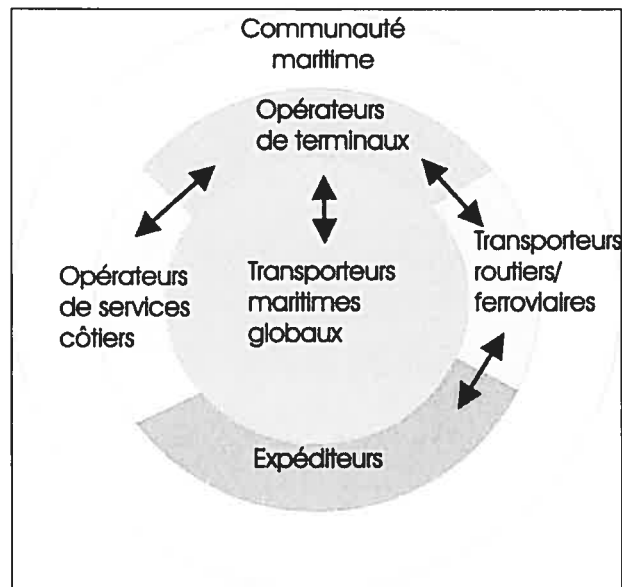 Communauté
maritime
Opérateurs
de terminaux
Opérateurs
de services
côtiers
Transporteurs
maritimes
globaux
Transporteurs
routiers/
ferroviaires
Expéditeurs